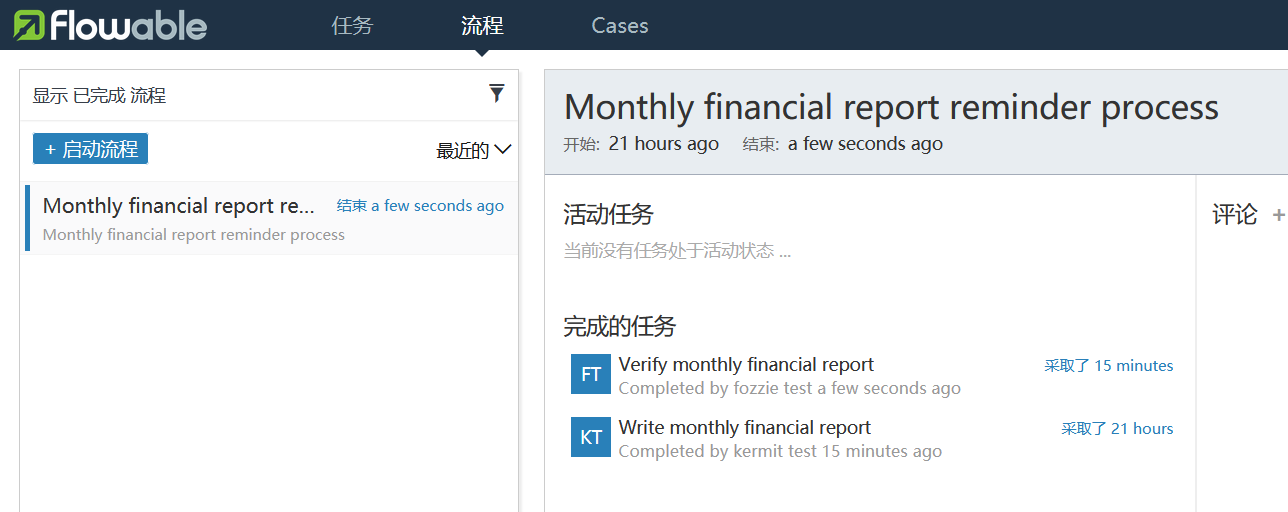 flowable 任务 流程 Cases
显示 已完成 流程
+ 启动流程 最近的
Monthly financial report re... 结束 a few seconds ago
Monthly financial report reminder process
Monthly financial report reminder process
开始: 21 hours ago 结束: a few seconds ago
活动任务
当前没有任务处于活动状态 ...
完成的任务
FT Verify monthly financial report 采取了 15 minutes
Completed by fozzie test a few seconds ago
KT Write monthly financial report 采取了 21 hours
Completed by kermit test 15 minutes ago
评论 +